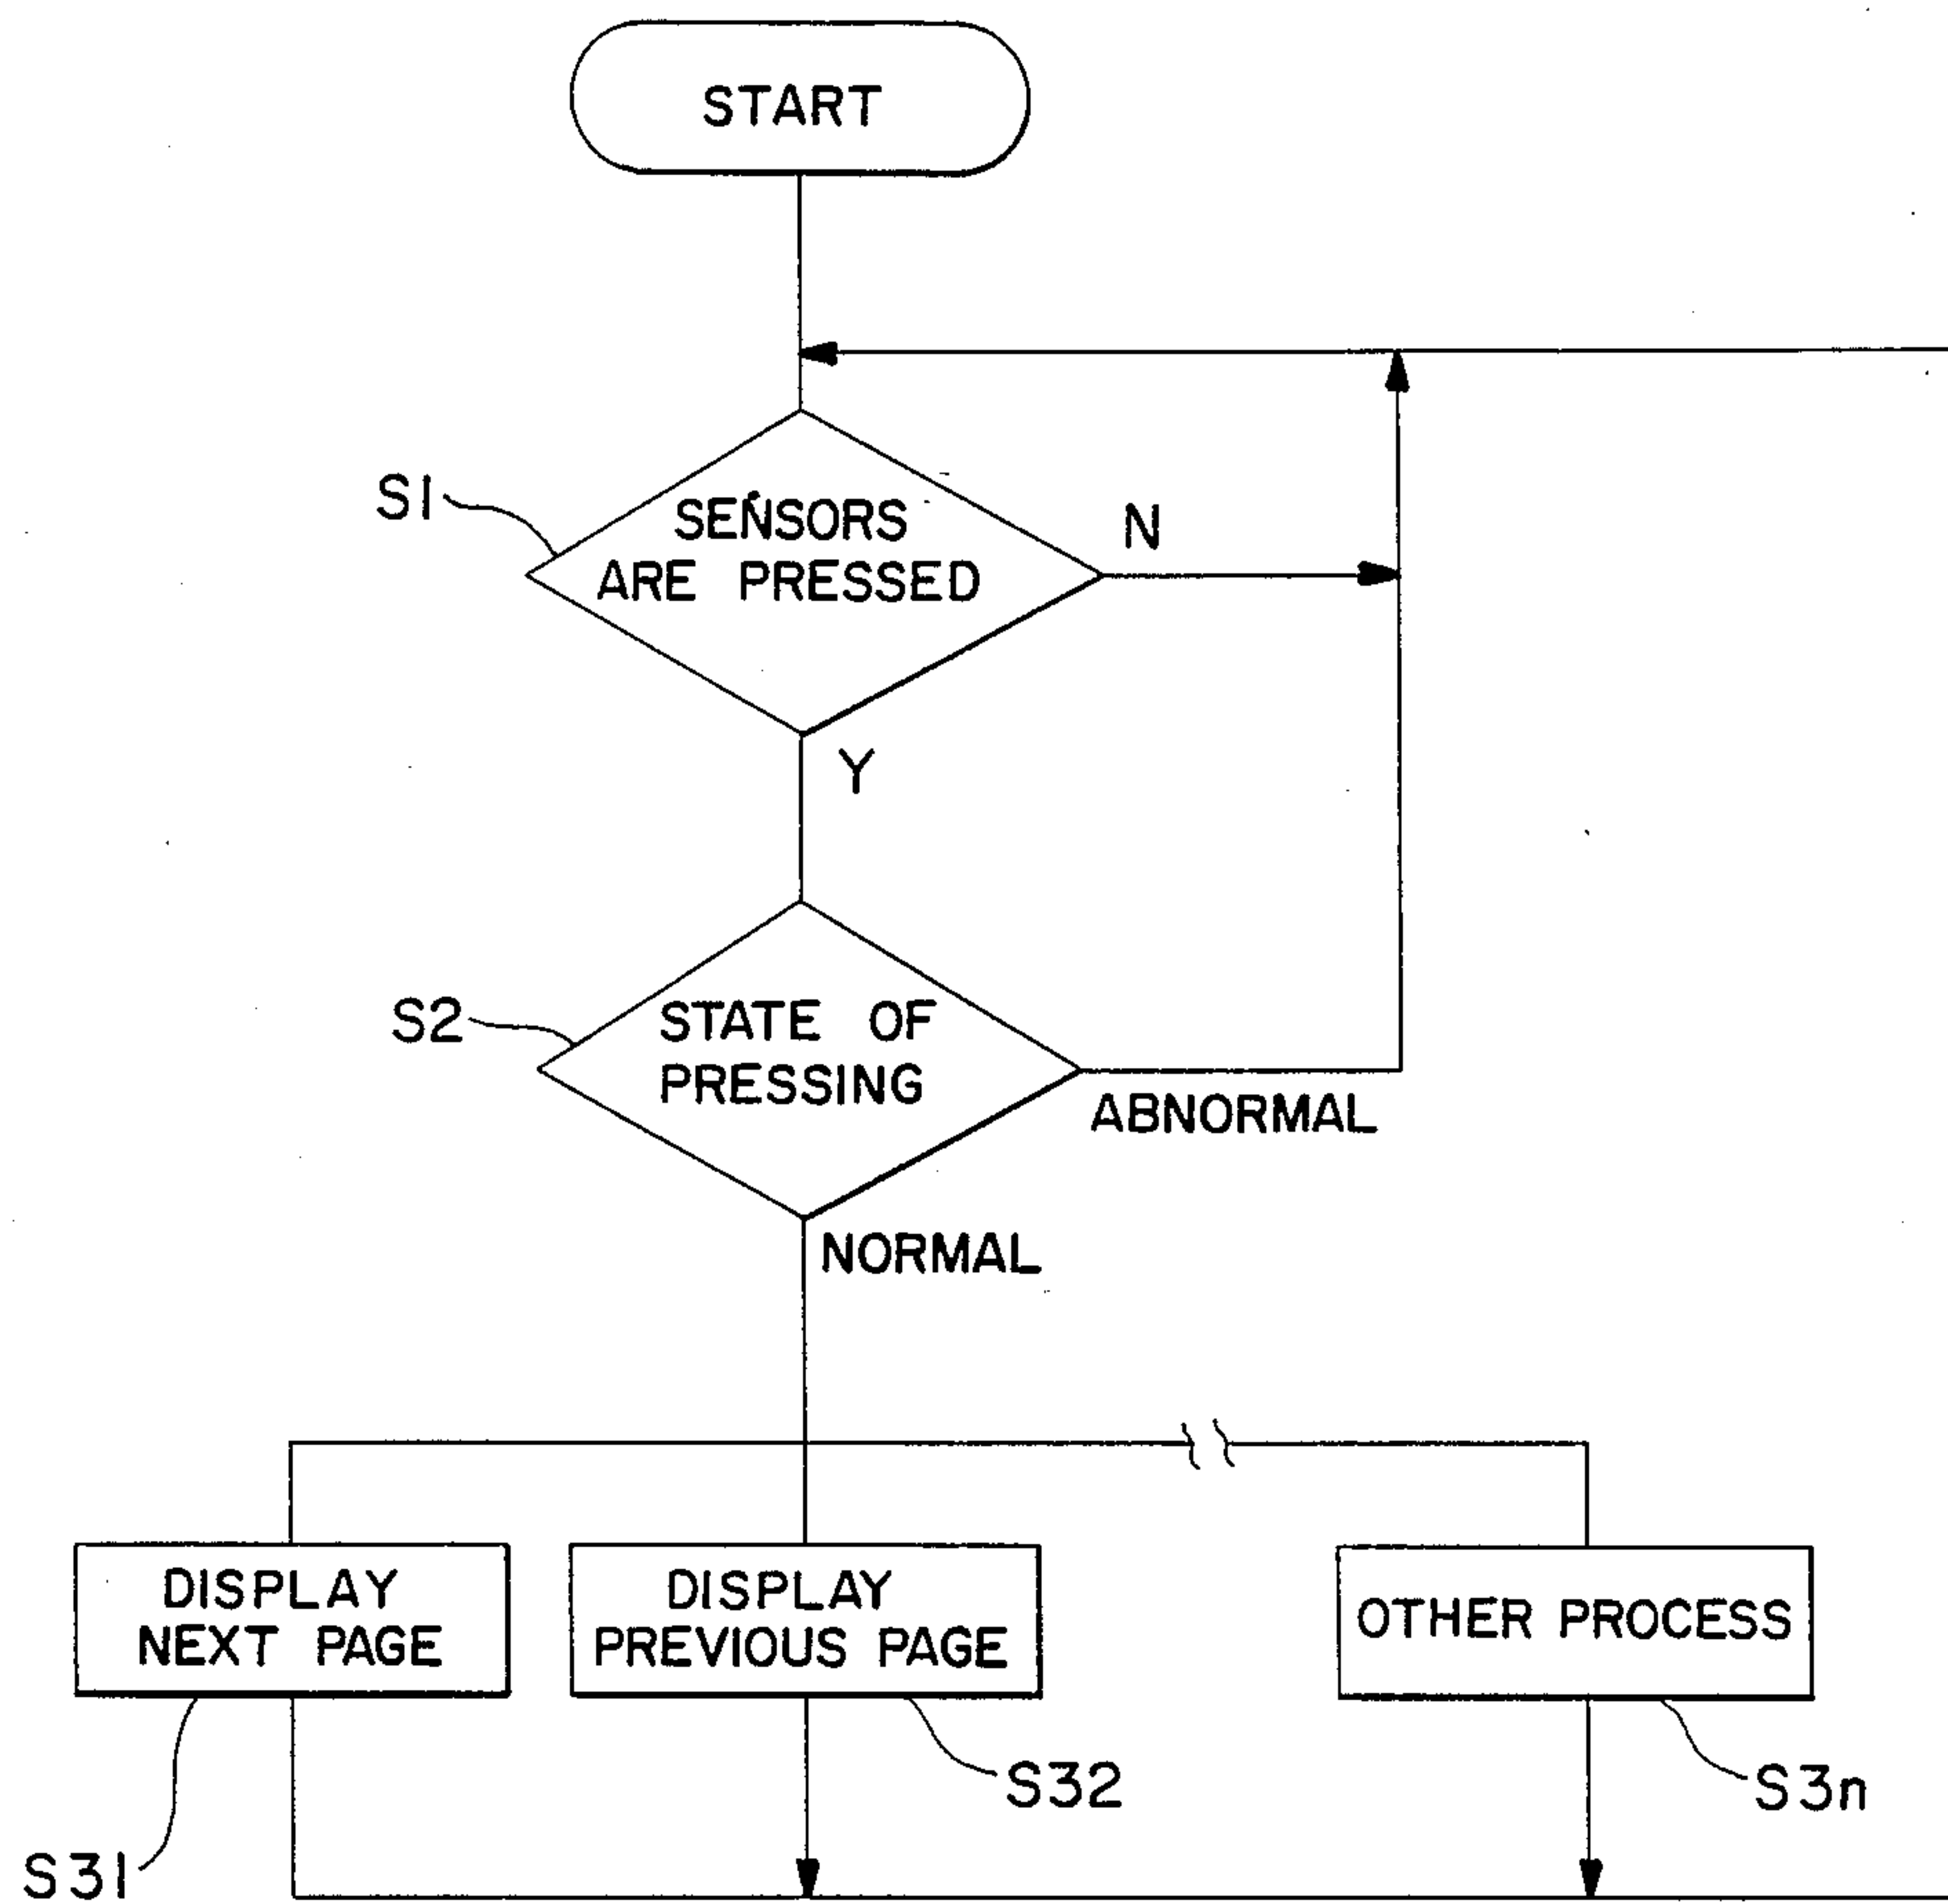 START
S1
SENSORS
ARE PRESSED
N
Y
S2
STATE OF
PRESSING
ABNORMAL
NORMAL
DISPLAY
NEXT PAGE
DISPLAY
PREVIOUS PAGE
OTHER PROCESS
S31
S32
S3n